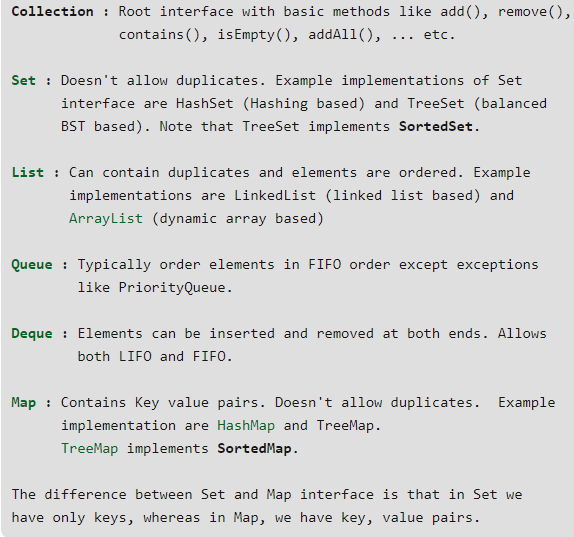 Collection : Root interface with basic methods like add(), remove(),
contains(), isEmpty(), addAll(), ... etc.
Set : Doesn't allow duplicates. Example implementations of Set
interface are HashSet (Hashing based) and TreeSet (balanced
BST based). Note that TreeSet implements SortedSet.
List : Can contain duplicates and elements are ordered. Example
implementations are LinkedList (linked list based) and
ArrayList (dynamic array based)
Queue : Typically order elements in FIFO order except exceptions
like PriorityQueue.
Deque : Elements can be inserted and removed at both ends. Allows
both LIFO and FIFO.
Map : Contains Key value pairs. Doesn't allow duplicates. Example
implementation are HashMap and TreeMap.
TreeMap implements SortedMap.
The difference between Set and Map interface is that in Set we
have only keys, whereas in Map, we have key, value pairs.